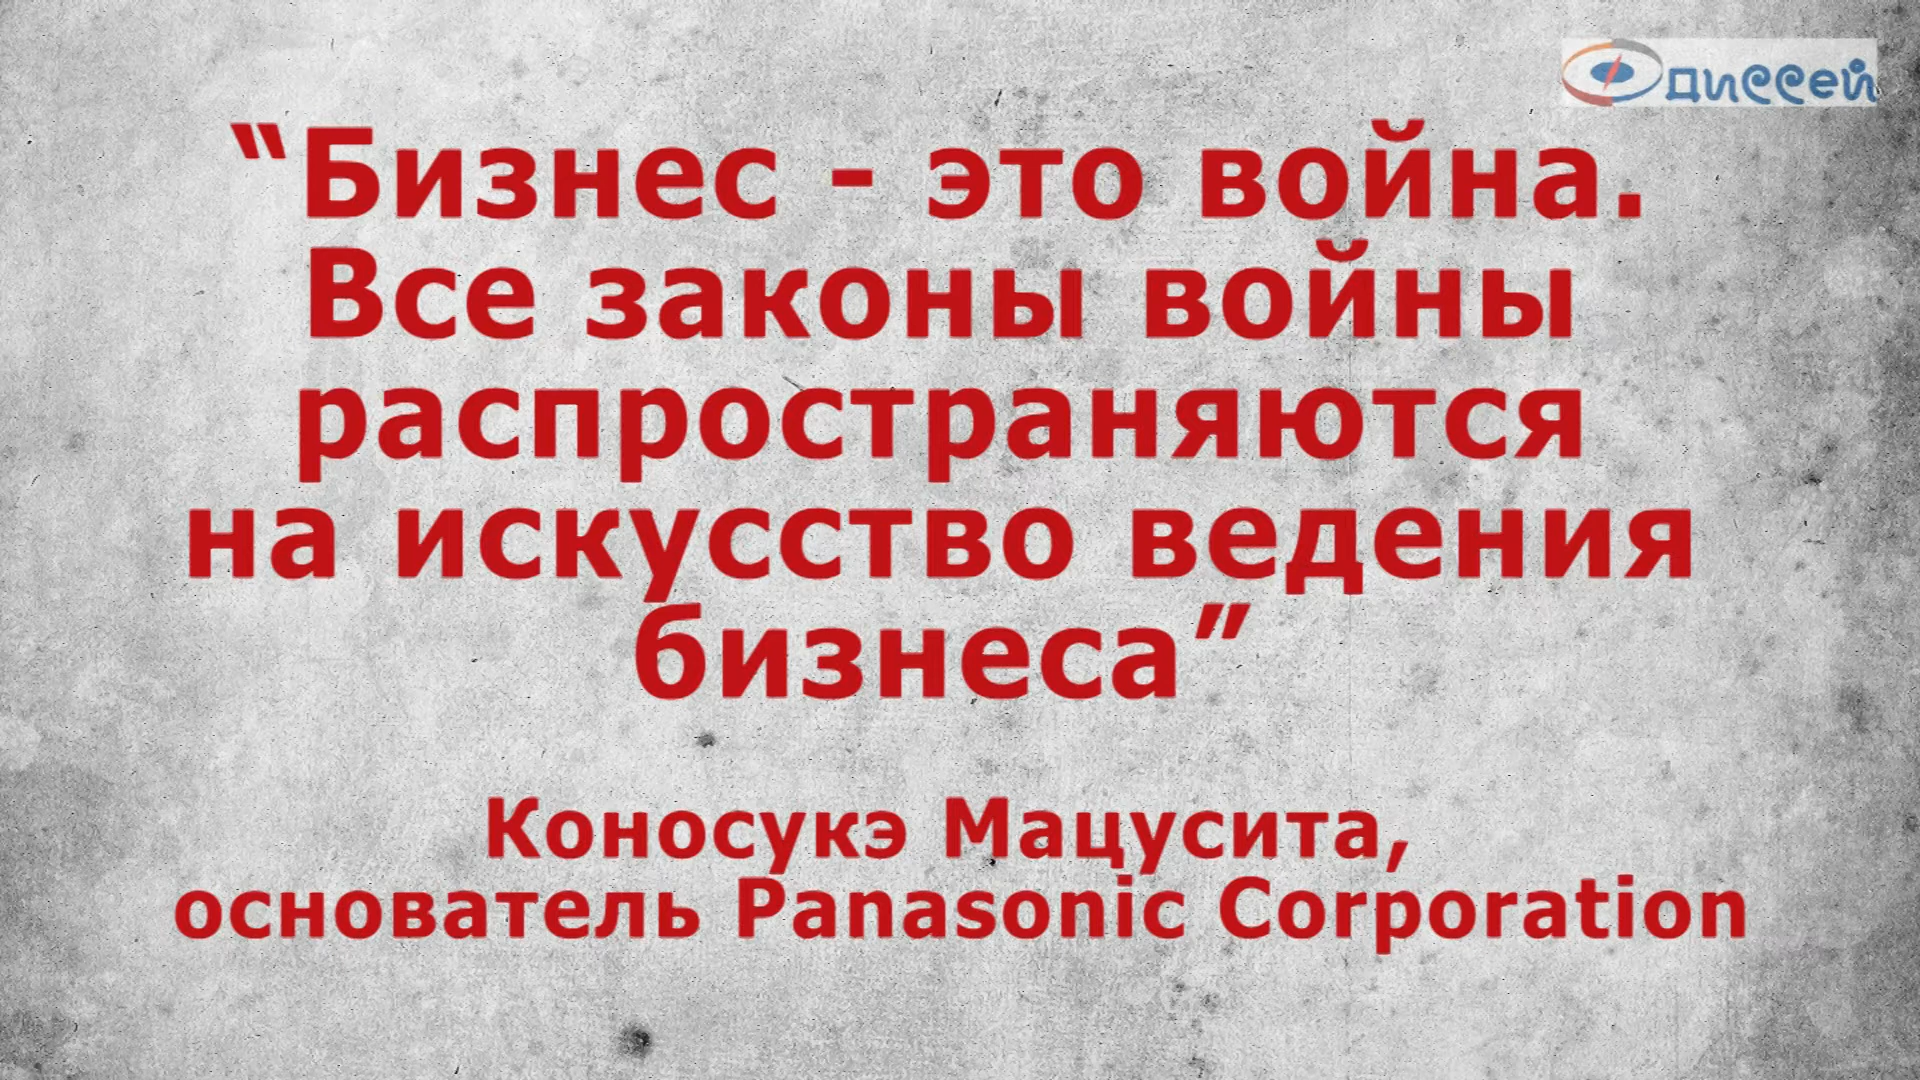 Одиссей
“Бизнес - это война.
Все законы войны
распространяются
на искусство ведения
бизнеса”
Коносукэ Мацусита,
основатель Panasonic Corporation